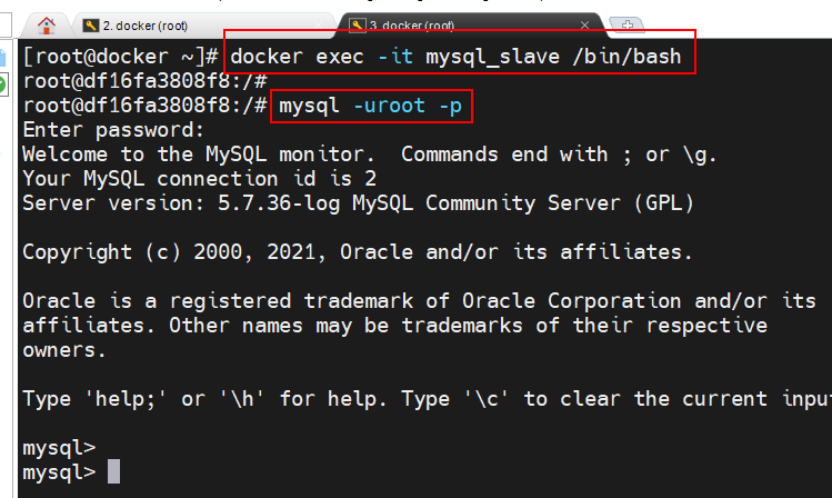 2. docker (root)
3. docker (root)
[root@docker ~]# docker exec -it mysql_slave /bin/bash
root@df16fa3808f8:/#
root@df16fa3808f8:/# mysql -uroot -p
Enter password:
Welcome to the MySQL monitor.  Commands end with ; or \g.
Your MySQL connection id is 2
Server version: 5.7.36-log MySQL Community Server (GPL)
Copyright (c) 2000, 2021, Oracle and/or its affiliates.
Oracle is a registered trademark of Oracle Corporation and/or its
affiliates. Other names may be trademarks of their respective
owners.
Type 'help;' or '\h' for help. Type '\c' to clear the current inpu
mysql>
mysql>